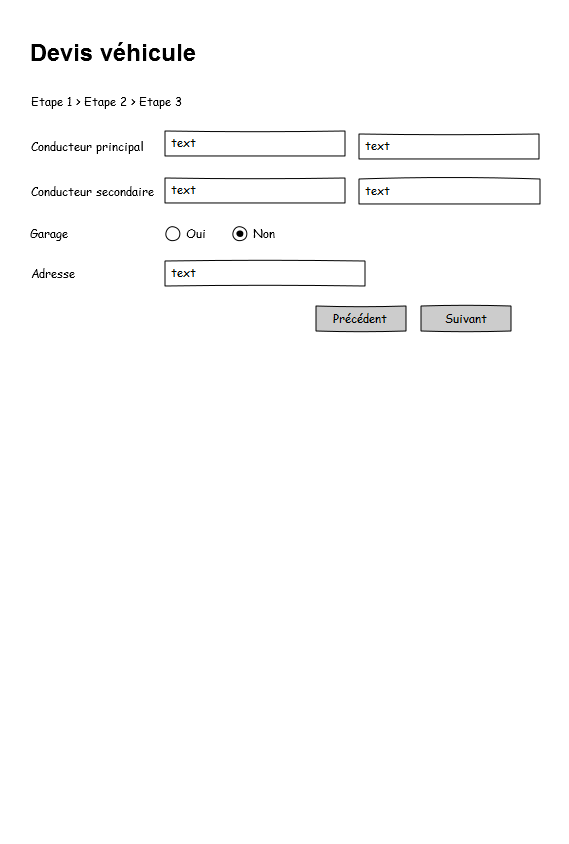 Devis véhicule
Etape 1 > Etape 2 > Etape 3
Conducteur principal text text
Conducteur secondaire text text
Garage Oui Non
Adresse text
Précédent Suivant